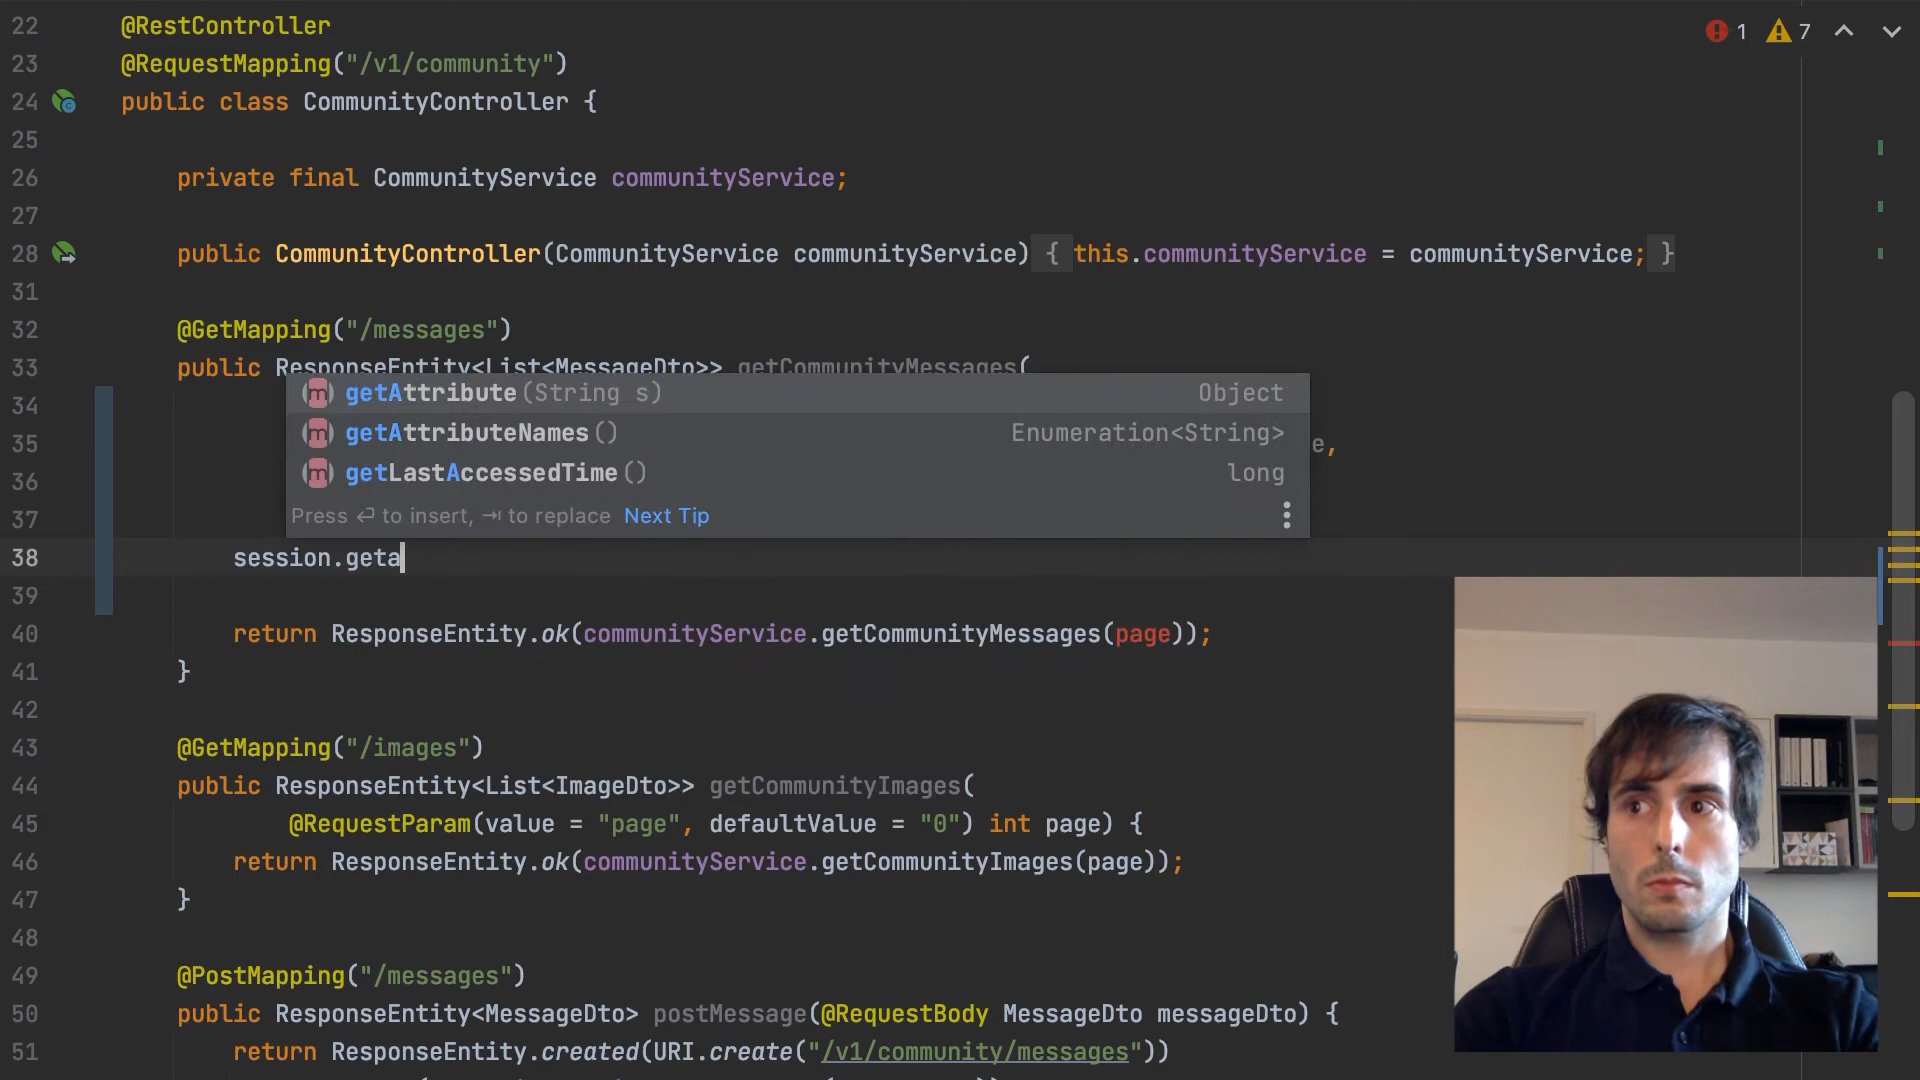 22 @RestController
1 7
23 @RequestMapping("/v1/community")
24 public class CommunityController {
25
26 private final CommunityService communityService;
27
28 public CommunityController(CommunityService communityService) { this.communityService = communityService; }
31
32 @GetMapping("/messages")
33 public ResponseEntity<List<MessageDto>> getCommunityMessages(
34
getAttribute(String s) Object
35
getAttributeNames() Enumeration<String>
e,
36
getLastAccessedTime() long
37
Press ↵ to insert, ⇥ to replace Next Tip
38 session.geta
39
40 return ResponseEntity.ok(communityService.getCommunityMessages(page));
41 }
42
43 @GetMapping("/images")
44 public ResponseEntity<List<ImageDto>> getCommunityImages(
45 @RequestParam(value = "page", defaultValue = "0") int page) {
46 return ResponseEntity.ok(communityService.getCommunityImages(page));
47 }
48
49 @PostMapping("/messages")
50 public ResponseEntity<MessageDto> postMessage(@RequestBody MessageDto messageDto) {
51 return ResponseEntity.created(URI.create("/v1/community/messages"))